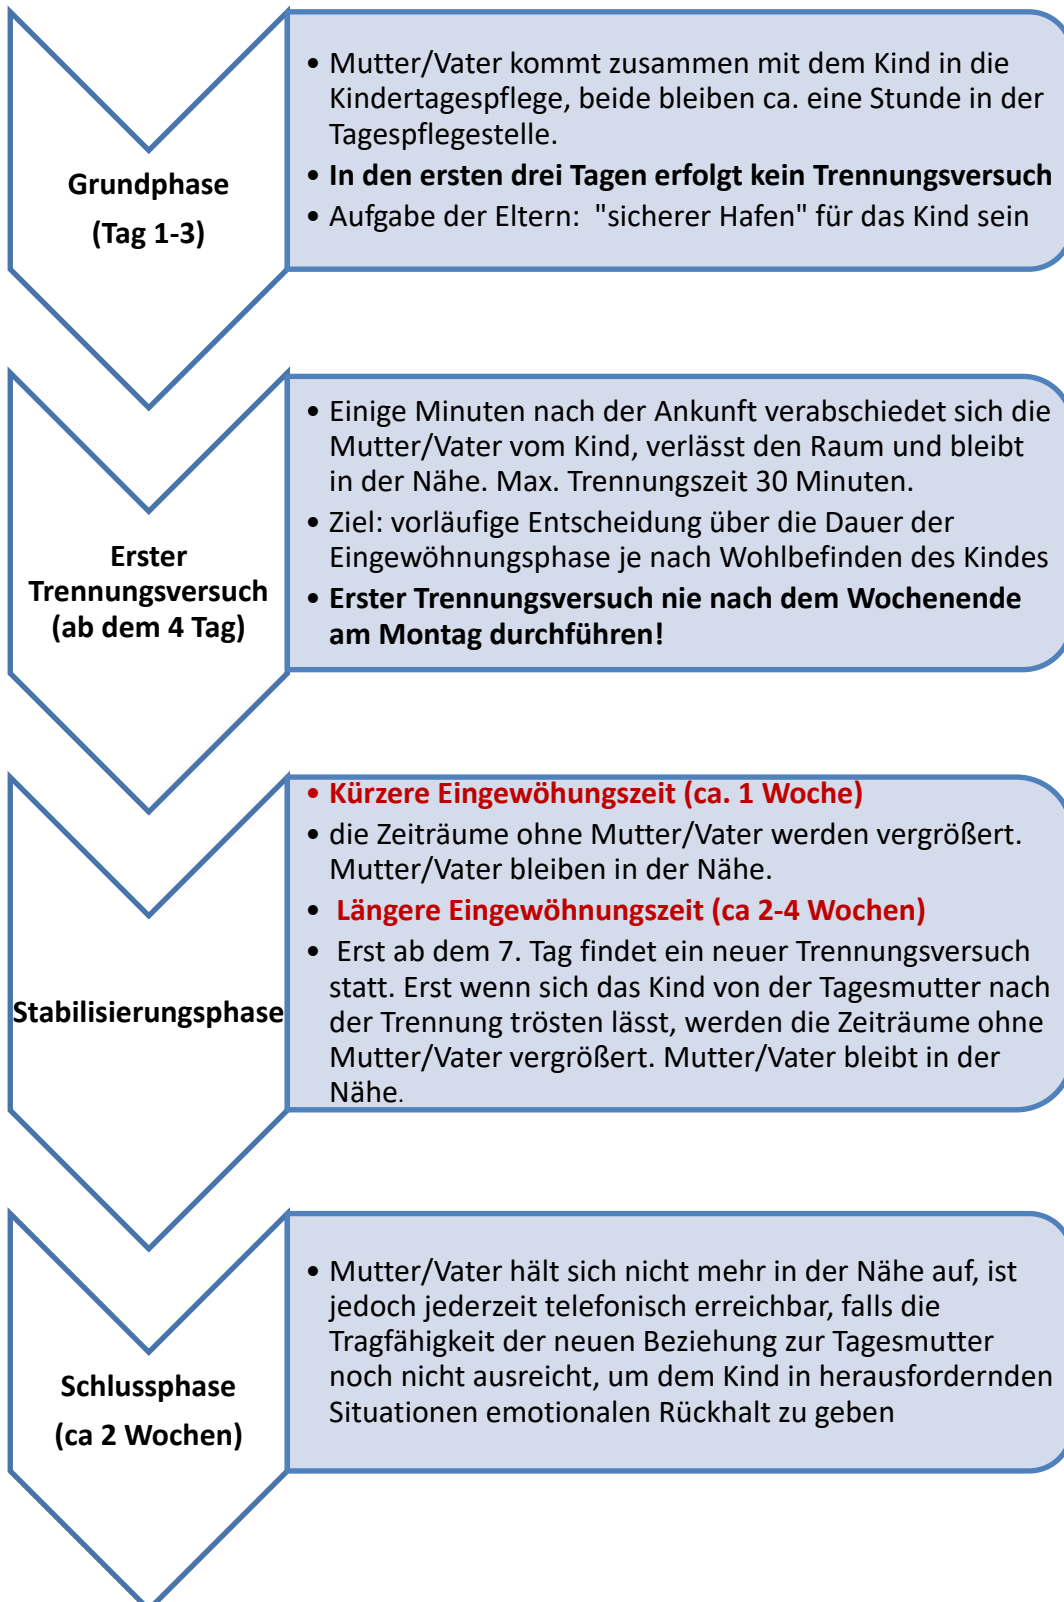 Grundphase
(Tag 1-3)
• Mutter/Vater kommt zusammen mit dem Kind in die
Kindertagespflege, beide bleiben ca. eine Stunde in der
Tagespflegestelle.
• In den ersten drei Tagen erfolgt kein Trennungsversuch
• Aufgabe der Eltern:  "sicherer Hafen" für das Kind sein
Erster
Trennungsversuch
(ab dem 4 Tag)
• Einige Minuten nach der Ankunft verabschiedet sich die
Mutter/Vater vom Kind, verlässt den Raum und bleibt
in der Nähe. Max. Trennungszeit 30 Minuten.
• Ziel: vorläufige Entscheidung über die Dauer der
Eingewöhnungsphase je nach Wohlbefinden des Kindes
• Erster Trennungsversuch nie nach dem Wochenende
am Montag durchführen!
Stabilisierungsphase
• Kürzere Eingewöhungszeit (ca. 1 Woche)
• die Zeiträume ohne Mutter/Vater werden vergrößert.
Mutter/Vater bleiben in der Nähe.
• Längere Eingewöhnungszeit (ca 2-4 Wochen)
• Erst ab dem 7. Tag findet ein neuer Trennungsversuch
statt. Erst wenn sich das Kind von der Tagesmutter nach
der Trennung trösten lässt, werden die Zeiträume ohne
Mutter/Vater vergrößert. Mutter/Vater bleibt in der
Nähe.
Schlussphase
(ca 2 Wochen)
• Mutter/Vater hält sich nicht mehr in der Nähe auf, ist
jedoch jederzeit telefonisch erreichbar, falls die
Tragfähigkeit der neuen Beziehung zur Tagesmutter
noch nicht ausreicht, um dem Kind in herausfordernden
Situationen emotionalen Rückhalt zu geben